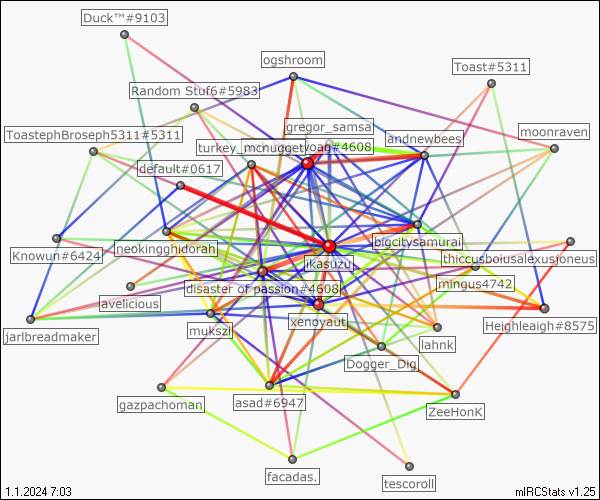 Duck™#9103
ogshroom
Toast#5311
Random Stuf6#5983
gregor_samsa
ToastephBroseph5311#5311
turkey_mcnugget
yoag#4608
andnewbees
moonraven
default#0617
Knowun#6424
neokingghidorah
bigcitysamurai
ikasuzu
thiccusboiusalexusjoneus
disaster of passion#4608
mingus4742
avelicious
xenoyaut
Heighleaigh#8575
jarlbreadmaker
mukszi
lahnk
Dogger_Dig
gazpachoman
asad#6947
ZeeHonK
facadas.
tescoroll
1.1.2024 7:03
mIRCStats v1.25